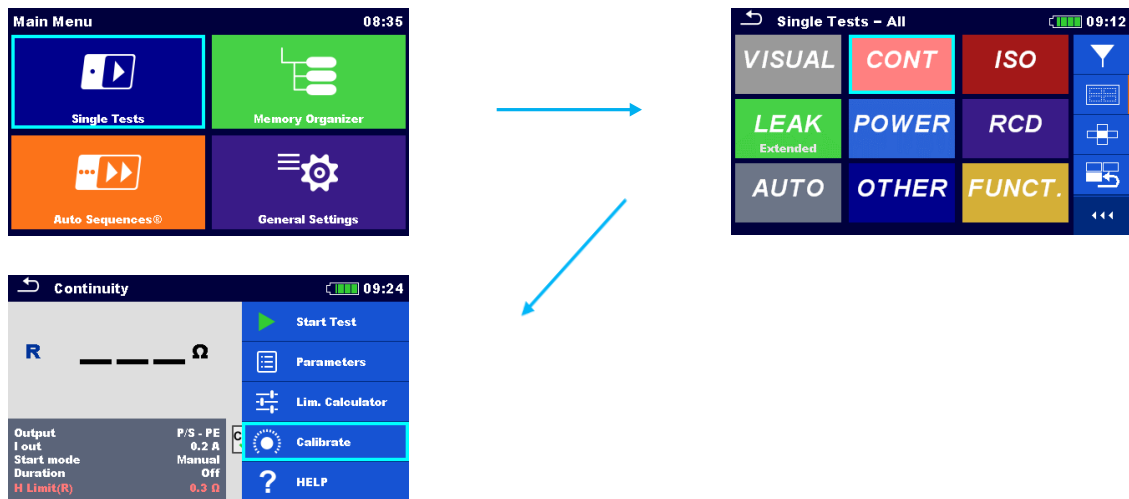 Main Menu 08:35
Single Tests Memory Organizer
Auto Sequences® General Settings
Single Tests – All 09:12
VISUAL CONT ISO
LEAK POWER RCD
Extended
AUTO OTHER FUNCT.
Continuity 09:24
R _ _ _ Ω
Output P/S - PE
I out 0.2 A
Start mode Manual
Duration Off
H Limit(R) 0.3 Ω
C
Start Test
Parameters
Lim. Calculator
Calibrate
? HELP